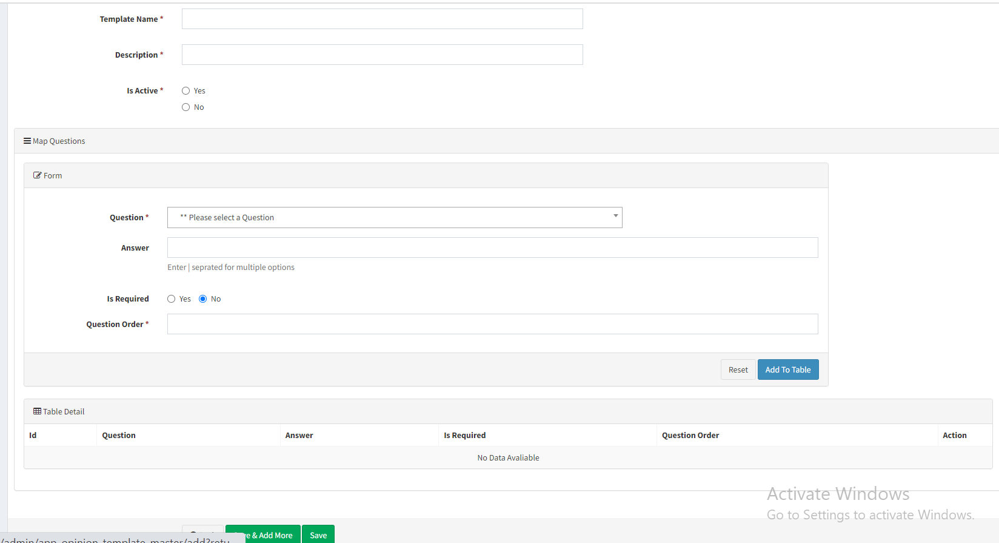 Template Name *
Description *
Is Active *
Yes
No
Map Questions
Form
Question *
** Please select a Question
Answer
Enter | seprated for multiple options
Is Required
Yes No
Question Order *
Reset Add To Table
Table Detail
Id Question Answer Is Required Question Order Action
No Data Avaliable
Activate Windows
Go to Settings to activate Windows.
& Add More Save
/admin/app_opinion_template_master/add?retu